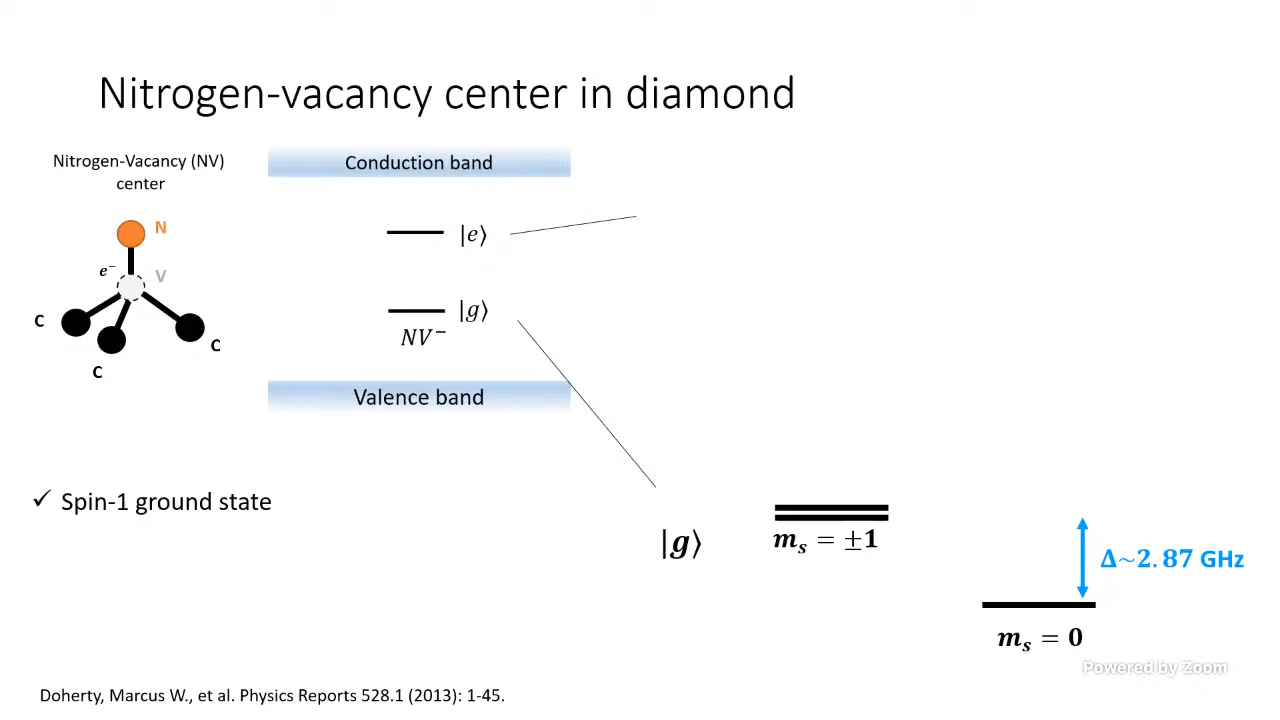 Nitrogen-vacancy center in diamond
Nitrogen-Vacancy (NV)
center
N
e⁻
V
C
C
C
Conduction band
|e⟩
|g⟩
NV⁻
Valence band
✓ Spin-1 ground state
|g⟩
mₛ = ±1
Δ~2.87 GHz
mₛ = 0
Powered by Zoom
Doherty, Marcus W., et al. Physics Reports 528.1 (2013): 1-45.